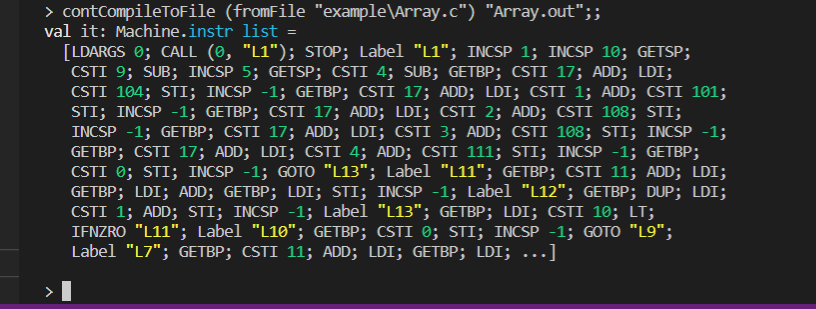 > contCompileToFile (fromFile "example\Array.c") "Array.out";;
val it: Machine.instr list =
[LDARGS 0; CALL (0, "L1"); STOP; Label "L1"; INCSP 1; INCSP 10; GETSP;
CSTI 9; SUB; INCSP 5; GETSP; CSTI 4; SUB; GETBP; CSTI 17; ADD; LDI;
CSTI 104; STI; INCSP -1; GETBP; CSTI 17; ADD; LDI; CSTI 1; ADD; CSTI 101;
STI; INCSP -1; GETBP; CSTI 17; ADD; LDI; CSTI 2; ADD; CSTI 108; STI;
INCSP -1; GETBP; CSTI 17; ADD; LDI; CSTI 3; ADD; CSTI 108; STI; INCSP -1;
GETBP; CSTI 17; ADD; LDI; CSTI 4; ADD; CSTI 111; STI; INCSP -1; GETBP;
CSTI 0; STI; INCSP -1; GOTO "L13"; Label "L11"; GETBP; CSTI 11; ADD; LDI;
GETBP; LDI; ADD; GETBP; LDI; STI; INCSP -1; Label "L12"; GETBP; DUP; LDI;
CSTI 1; ADD; STI; INCSP -1; Label "L13"; GETBP; LDI; CSTI 10; LT;
IFNZRO "L11"; Label "L10"; GETBP; CSTI 0; STI; INCSP -1; GOTO "L9";
Label "L7"; GETBP; CSTI 11; ADD; LDI; GETBP; LDI; ...]
>